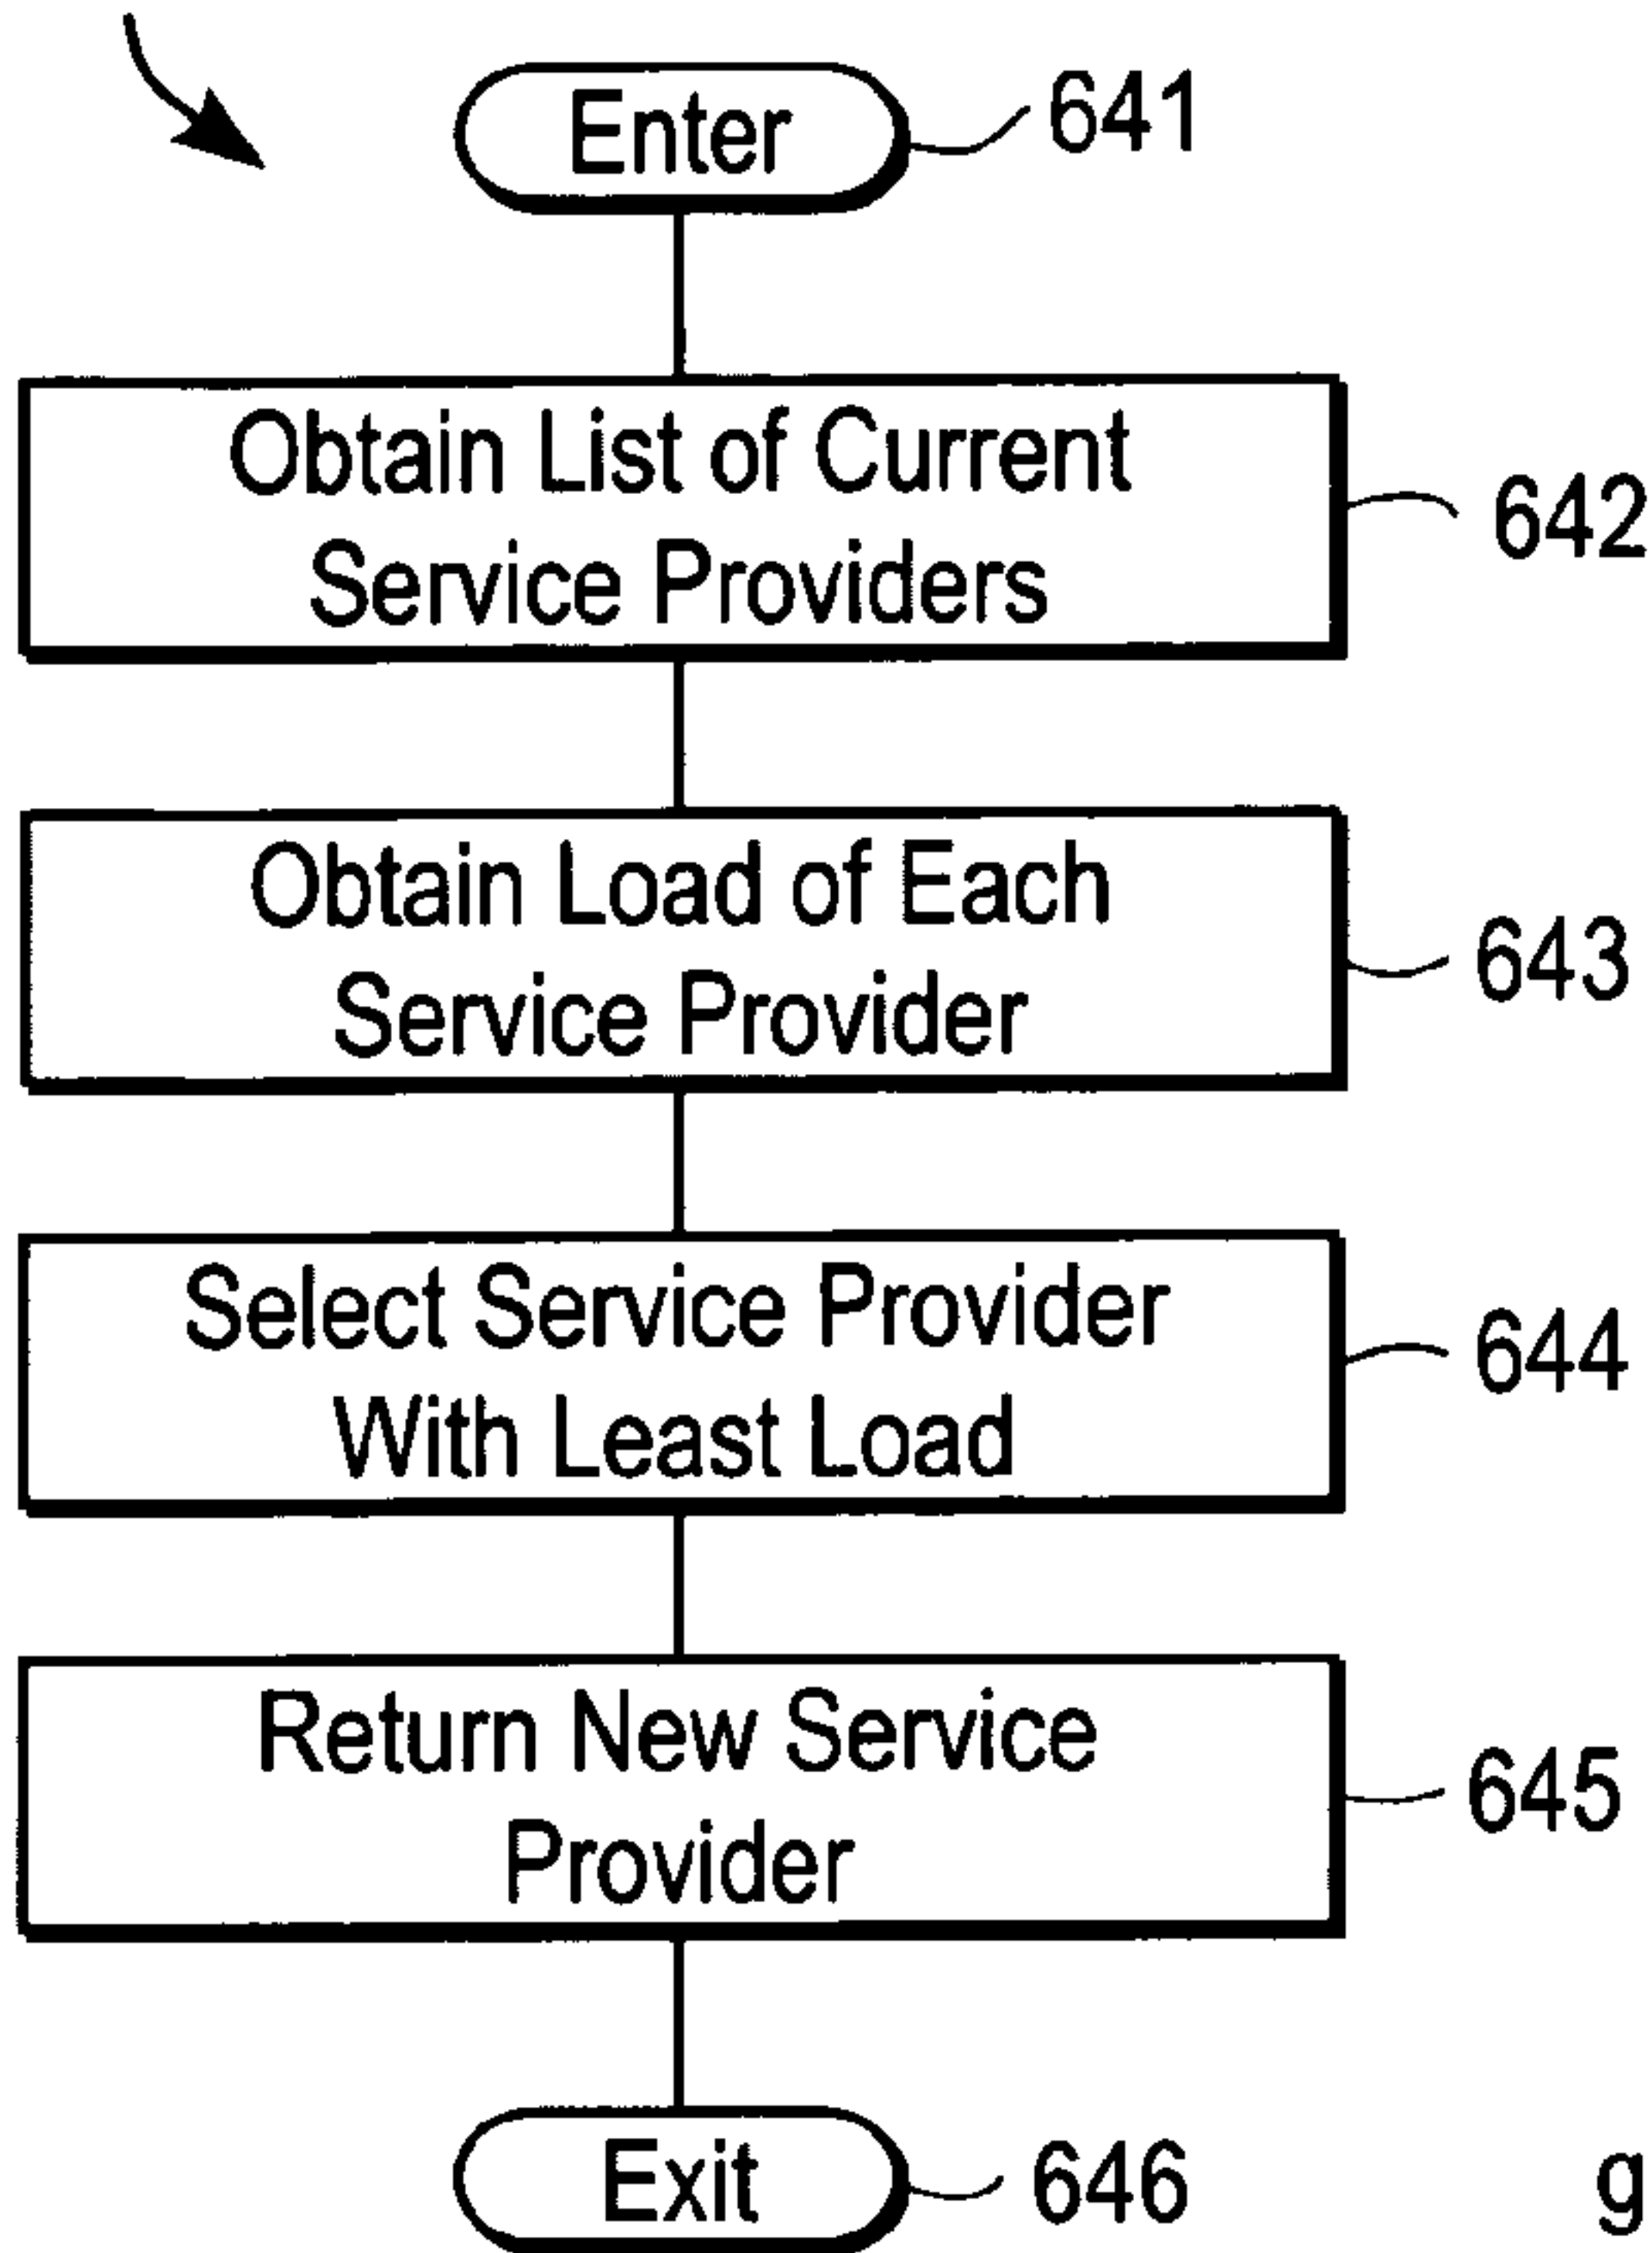 Enter
641
Obtain List of Current
Service Providers
642
Obtain Load of Each
Service Provider
643
Select Service Provider
With Least Load
644
Return New Service
Provider
645
Exit
646
g